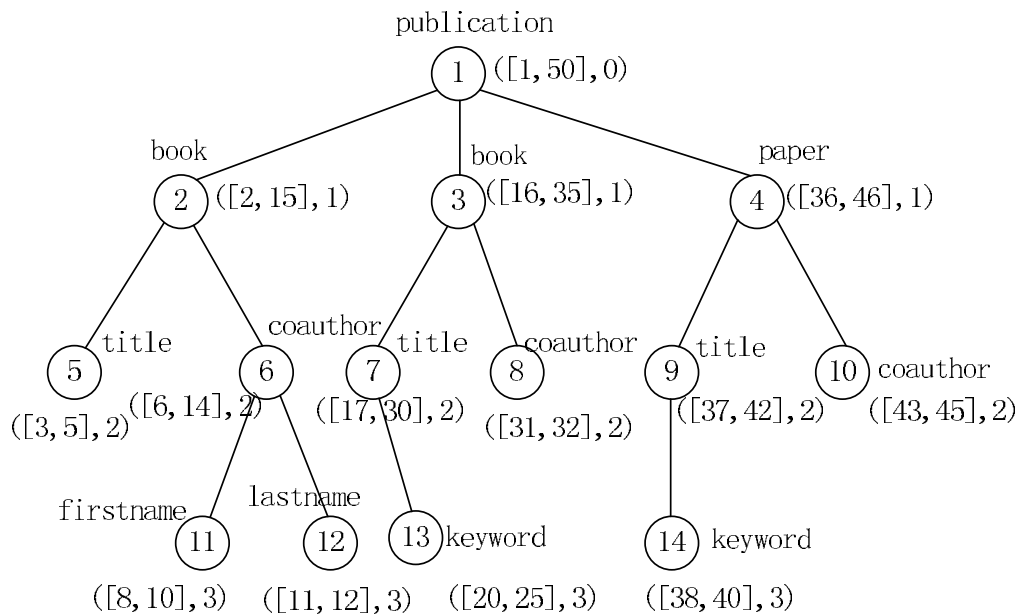 publication
1 ([1,50],0)
book
book
paper
2 ([2,15],1)
3 ([16,35],1)
4 ([36,46],1)
coauthor
5 title
6
7 title
8 coauthor
9 title
10 coauthor
([3,5],2)
([6,14],2)
([17,30],2)
([31,32],2)
([37,42],2)
([43,45],2)
firstname
lastname
11
12
13 keyword
14 keyword
([8,10],3)
([11,12],3)
([20,25],3)
([38,40],3)